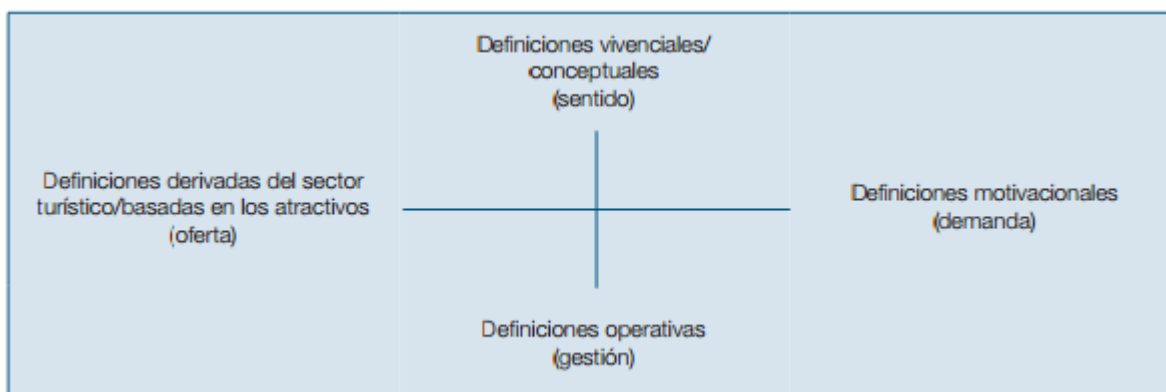 Definiciones vivenciales/
conceptuales
(sentido)
Definiciones derivadas del sector
turístico/basadas en los atractivos
(oferta)
Definiciones motivacionales
(demanda)
Definiciones operativas
(gestión)